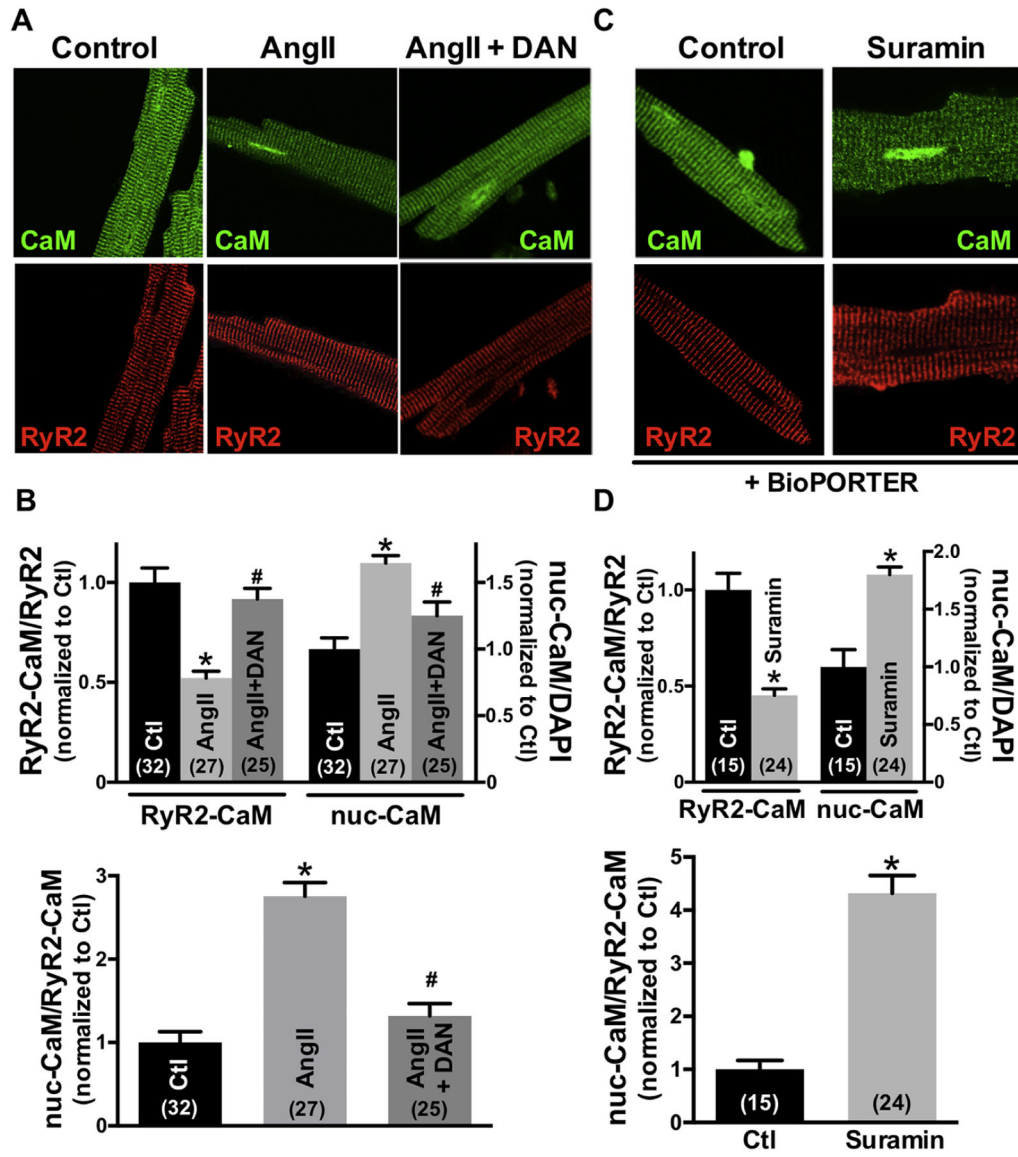 A
Control
AngII
AngII + DAN
CaM
CaM
CaM
RyR2
RyR2
RyR2
C
Control
Suramin
CaM
CaM
RyR2
RyR2
+ BioPORTER
B
RyR2-CaM/RyR2
(normalized to Ctl)
1.0
0.5
0.0
Ctl
(32)
*
AngII
(27)
#
AngII+DAN
(25)
Ctl
(32)
*
AngII
(27)
#
AngII+DAN
(25)
1.5
1.0
0.5
0.0
nuc-CaM/DAPI
(normalized to Ctl)
RyR2-CaM
nuc-CaM
nuc-CaM/RyR2-CaM
(normalized to Ctl)
3
2
1
0
Ctl
(32)
*
AngII
(27)
#
AngII
+ DAN
(25)
D
RyR2-CaM/RyR2
(normalized to Ctl)
1.0
0.5
0.0
Ctl
(15)
* Suramin
(24)
Ctl
(15)
*
Suramin
(24)
2.0
1.5
1.0
0.5
0.0
nuc-CaM/DAPI
(normalized to Ctl)
RyR2-CaM
nuc-CaM
nuc-CaM/RyR2-CaM
(normalized to Ctl)
5
4
3
2
1
0
(15)
*
(24)
Ctl
Suramin